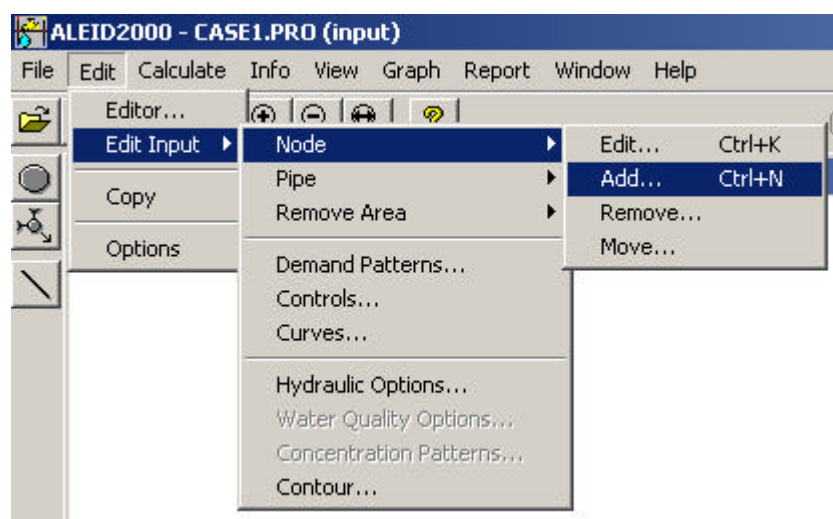 ALEID2000 - CASE1.PRO (input)
File Edit Calculate Info View Graph Report Window Help
Editor...
Edit Input
Copy
Options
Node
Pipe
Remove Area
Demand Patterns...
Controls...
Curves...
Hydraulic Options...
Water Quality Options...
Concentration Patterns...
Contour...
Edit... Ctrl+K
Add... Ctrl+N
Remove...
Move...